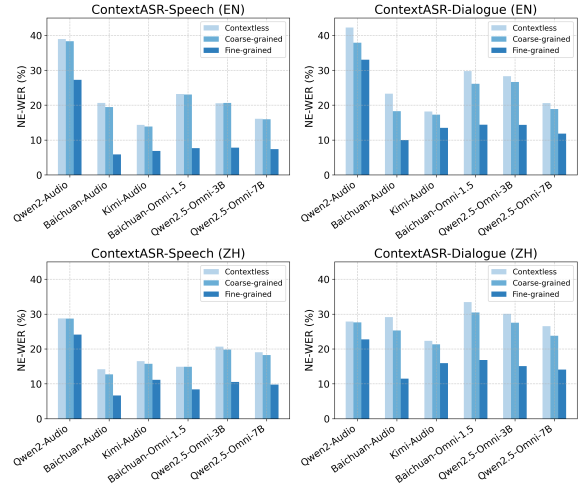 ContextASR-Speech (EN)
NE-WER (%)
40
30
20
10
0
Contextless
Coarse-grained
Fine-grained
Qwen2-Audio
Baichuan-Audio
Kimi-Audio
Baichuan-Omni-1.5
Qwen2.5-Omni-3B
Qwen2.5-Omni-7B
ContextASR-Dialogue (EN)
NE-WER (%)
40
30
20
10
0
Contextless
Coarse-grained
Fine-grained
Qwen2-Audio
Baichuan-Audio
Kimi-Audio
Baichuan-Omni-1.5
Qwen2.5-Omni-3B
Qwen2.5-Omni-7B
ContextASR-Speech (ZH)
NE-WER (%)
40
30
20
10
0
Contextless
Coarse-grained
Fine-grained
Qwen2-Audio
Baichuan-Audio
Kimi-Audio
Baichuan-Omni-1.5
Qwen2.5-Omni-3B
Qwen2.5-Omni-7B
ContextASR-Dialogue (ZH)
NE-WER (%)
40
30
20
10
0
Contextless
Coarse-grained
Fine-grained
Qwen2-Audio
Baichuan-Audio
Kimi-Audio
Baichuan-Omni-1.5
Qwen2.5-Omni-3B
Qwen2.5-Omni-7B